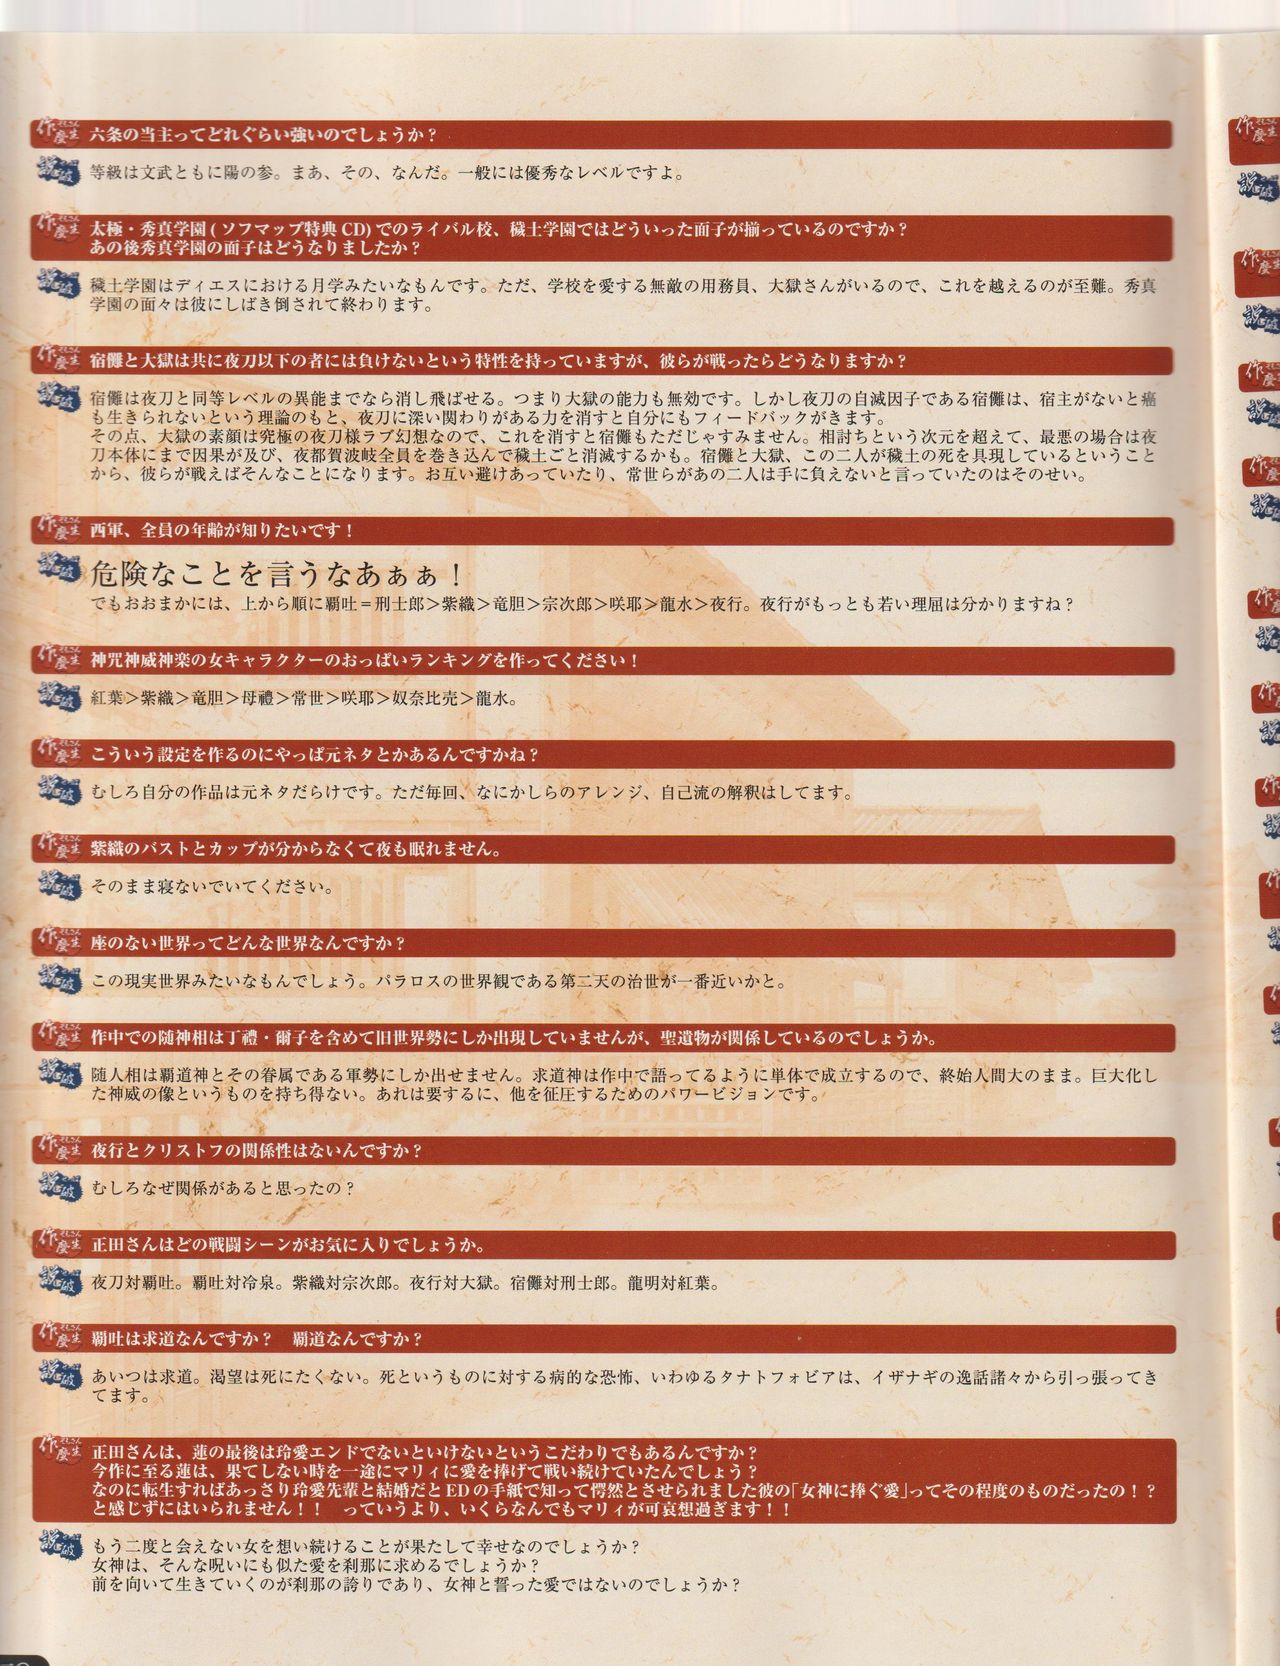 作麼生 そもさん 六条の当主ってどれぐらい強いのでしょうか？
説破 等級は文武ともに陽の参。まあ、その、なんだ。一般には優秀なレベルですよ。
作麼生 そもさん 太極・秀真学園(ソフマップ特典CD)でのライバル校、穢土学園ではどういった面子が揃っているのですか？
あの後秀真学園の面子はどうなりましたか？
説破 穢土学園はディエスにおける月学みたいなもんです。ただ、学校を愛する無敵の用務員、大獄さんがいるので、これを越えるのが至難。秀真
学園の面々は彼にしばき倒されて終わります。
作麼生 そもさん 宿儺と大獄は共に夜刀以下の者には負けないという特性を持っていますが、彼らが戦ったらどうなりますか？
説破 宿儺は夜刀と同等レベルの異能までなら消し飛ばせる。つまり大獄の能力も無効です。しかし夜刀の自滅因子である宿儺は、宿主がないと癌
も生きられないという理論のもと、夜刀に深い関わりがある力を消すと自分にもフィードバックがきます。
その点、大獄の素顔は究極の夜刀様ラブ幻想なので、これを消すと宿儺もただじゃすみません。相討ちという次元を超えて、最悪の場合は夜
刀本体にまで因果が及び、夜都賀波岐全員を巻き込んで穢土ごと消滅するかも。宿儺と大獄、この二人が穢土の死を具現しているということ
から、彼らが戦えばそんなことになります。お互い避けあっていたり、常世らがあの二人は手に負えないと言っていたのはそのせい。
作麼生 そもさん 西軍、全員の年齢が知りたいです！
説破 危険なことを言うなあぁぁ！
でもおおまかには、上から順に覇吐＝刑士郎＞紫織＞竜胆＞宗次郎＞咲耶＞龍水＞夜行。夜行がもっとも若い理屈は分かりますね？
作麼生 そもさん 神咒神威神楽の女キャラクターのおっぱいランキングを作ってください！
説破 紅葉＞紫織＞竜胆＞母禮＞常世＞咲耶＞奴奈比売＞龍水。
作麼生 そもさん こういう設定を作るのにやっぱ元ネタとかあるんですかね？
説破 むしろ自分の作品は元ネタだらけです。ただ毎回、なにかしらのアレンジ、自己流の解釈はしてます。
作麼生 そもさん 紫織のバストとカップが分からなくて夜も眠れません。
説破 そのまま寝ないでいてください。
作麼生 そもさん 座のない世界ってどんな世界なんですか？
説破 この現実世界みたいなもんでしょう。パラロスの世界観である第二天の治世が一番近いかと。
作麼生 そもさん 作中での随神相は丁禮・爾子を含めて旧世界勢にしか出現していませんが、聖遺物が関係しているのでしょうか。
説破 随人相は覇道神とその眷属である軍勢にしか出せません。求道神は作中で語ってるように単体で成立するので、終始人間大のまま。巨大化し
た神威の像というものを持ち得ない。あれは要するに、他を征圧するためのパワービジョンです。
作麼生 そもさん 夜行とクリストフの関係性はないんですか？
説破 むしろなぜ関係があると思ったの？
作麼生 そもさん 正田さんはどの戦闘シーンがお気に入りでしょうか。
説破 夜刀対覇吐。覇吐対冷泉。紫織対宗次郎。夜行対大獄。宿儺対刑士郎。龍明対紅葉。
作麼生 そもさん 覇吐は求道なんですか？　覇道なんですか？
説破 あいつは求道。渇望は死にたくない。死というものに対する病的な恐怖、いわゆるタナトフォビアは、イザナギの逸話諸々から引っ張ってき
てます。
作麼生 そもさん 正田さんは、蓮の最後は玲愛エンドでないといけないというこだわりでもあるんですか？
今作に至る蓮は、果てしない時を一途にマリィに愛を捧げて戦い続けていたんでしょう？
なのに転生すればあっさり玲愛先輩と結婚だとEDの手紙で知って愕然とさせられました彼の「女神に捧ぐ愛」ってその程度のものだったの！？
と感じずにはいられません！！　っていうより、いくらなんでもマリィが可哀想過ぎます！！
説破 もう二度と会えない女を想い続けることが果たして幸せなのでしょうか？
女神は、そんな呪いにも似た愛を刹那に求めるでしょうか？
前を向いて生きていくのが刹那の誇りであり、女神と誓った愛ではないのでしょうか？